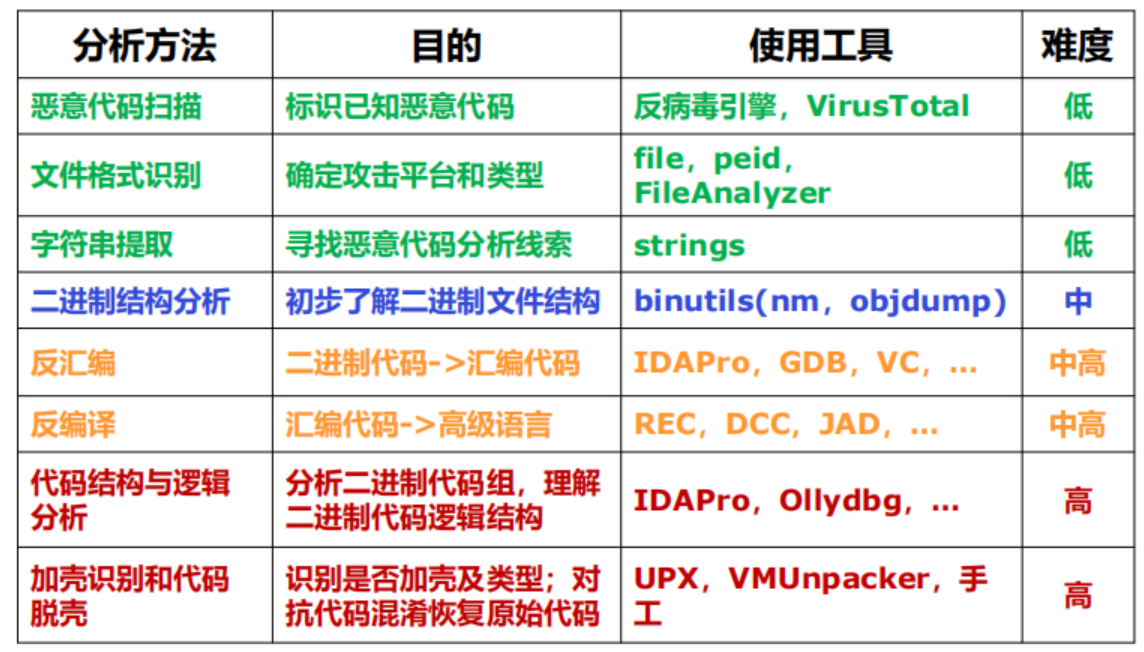 分析方法 目的 使用工具 难度
恶意代码扫描 标识已知恶意代码 反病毒引擎，VirusTotal 低
文件格式识别 确定攻击平台和类型 file，peid，
FileAnalyzer 低
字符串提取 寻找恶意代码分析线索 strings 低
二进制结构分析 初步了解二进制文件结构 binutils(nm，objdump) 中
反汇编 二进制代码->汇编代码 IDAPro，GDB，VC，… 中高
反编译 汇编代码->高级语言 REC，DCC，JAD，… 中高
代码结构与逻辑
分析 分析二进制代码组，理解
二进制代码逻辑结构 IDAPro，Ollydbg，… 高
加壳识别和代码
脱壳 识别是否加壳及类型；对
抗代码混淆恢复原始代码 UPX，VMUnpacker，手
工 高